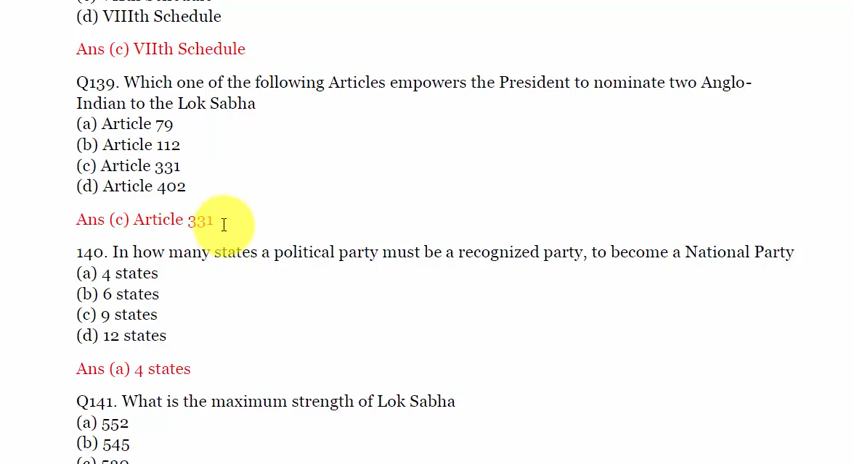 (d) VIIIth Schedule
Ans (c) VIIth Schedule
Q139. Which one of the following Articles empowers the President to nominate two Anglo-
Indian to the Lok Sabha
(a) Article 79
(b) Article 112
(c) Article 331
(d) Article 402
Ans (c) Article 331
140. In how many states a political party must be a recognized party, to become a National Party
(a) 4 states
(b) 6 states
(c) 9 states
(d) 12 states
Ans (a) 4 states
Q141. What is the maximum strength of Lok Sabha
(a) 552
(b) 545